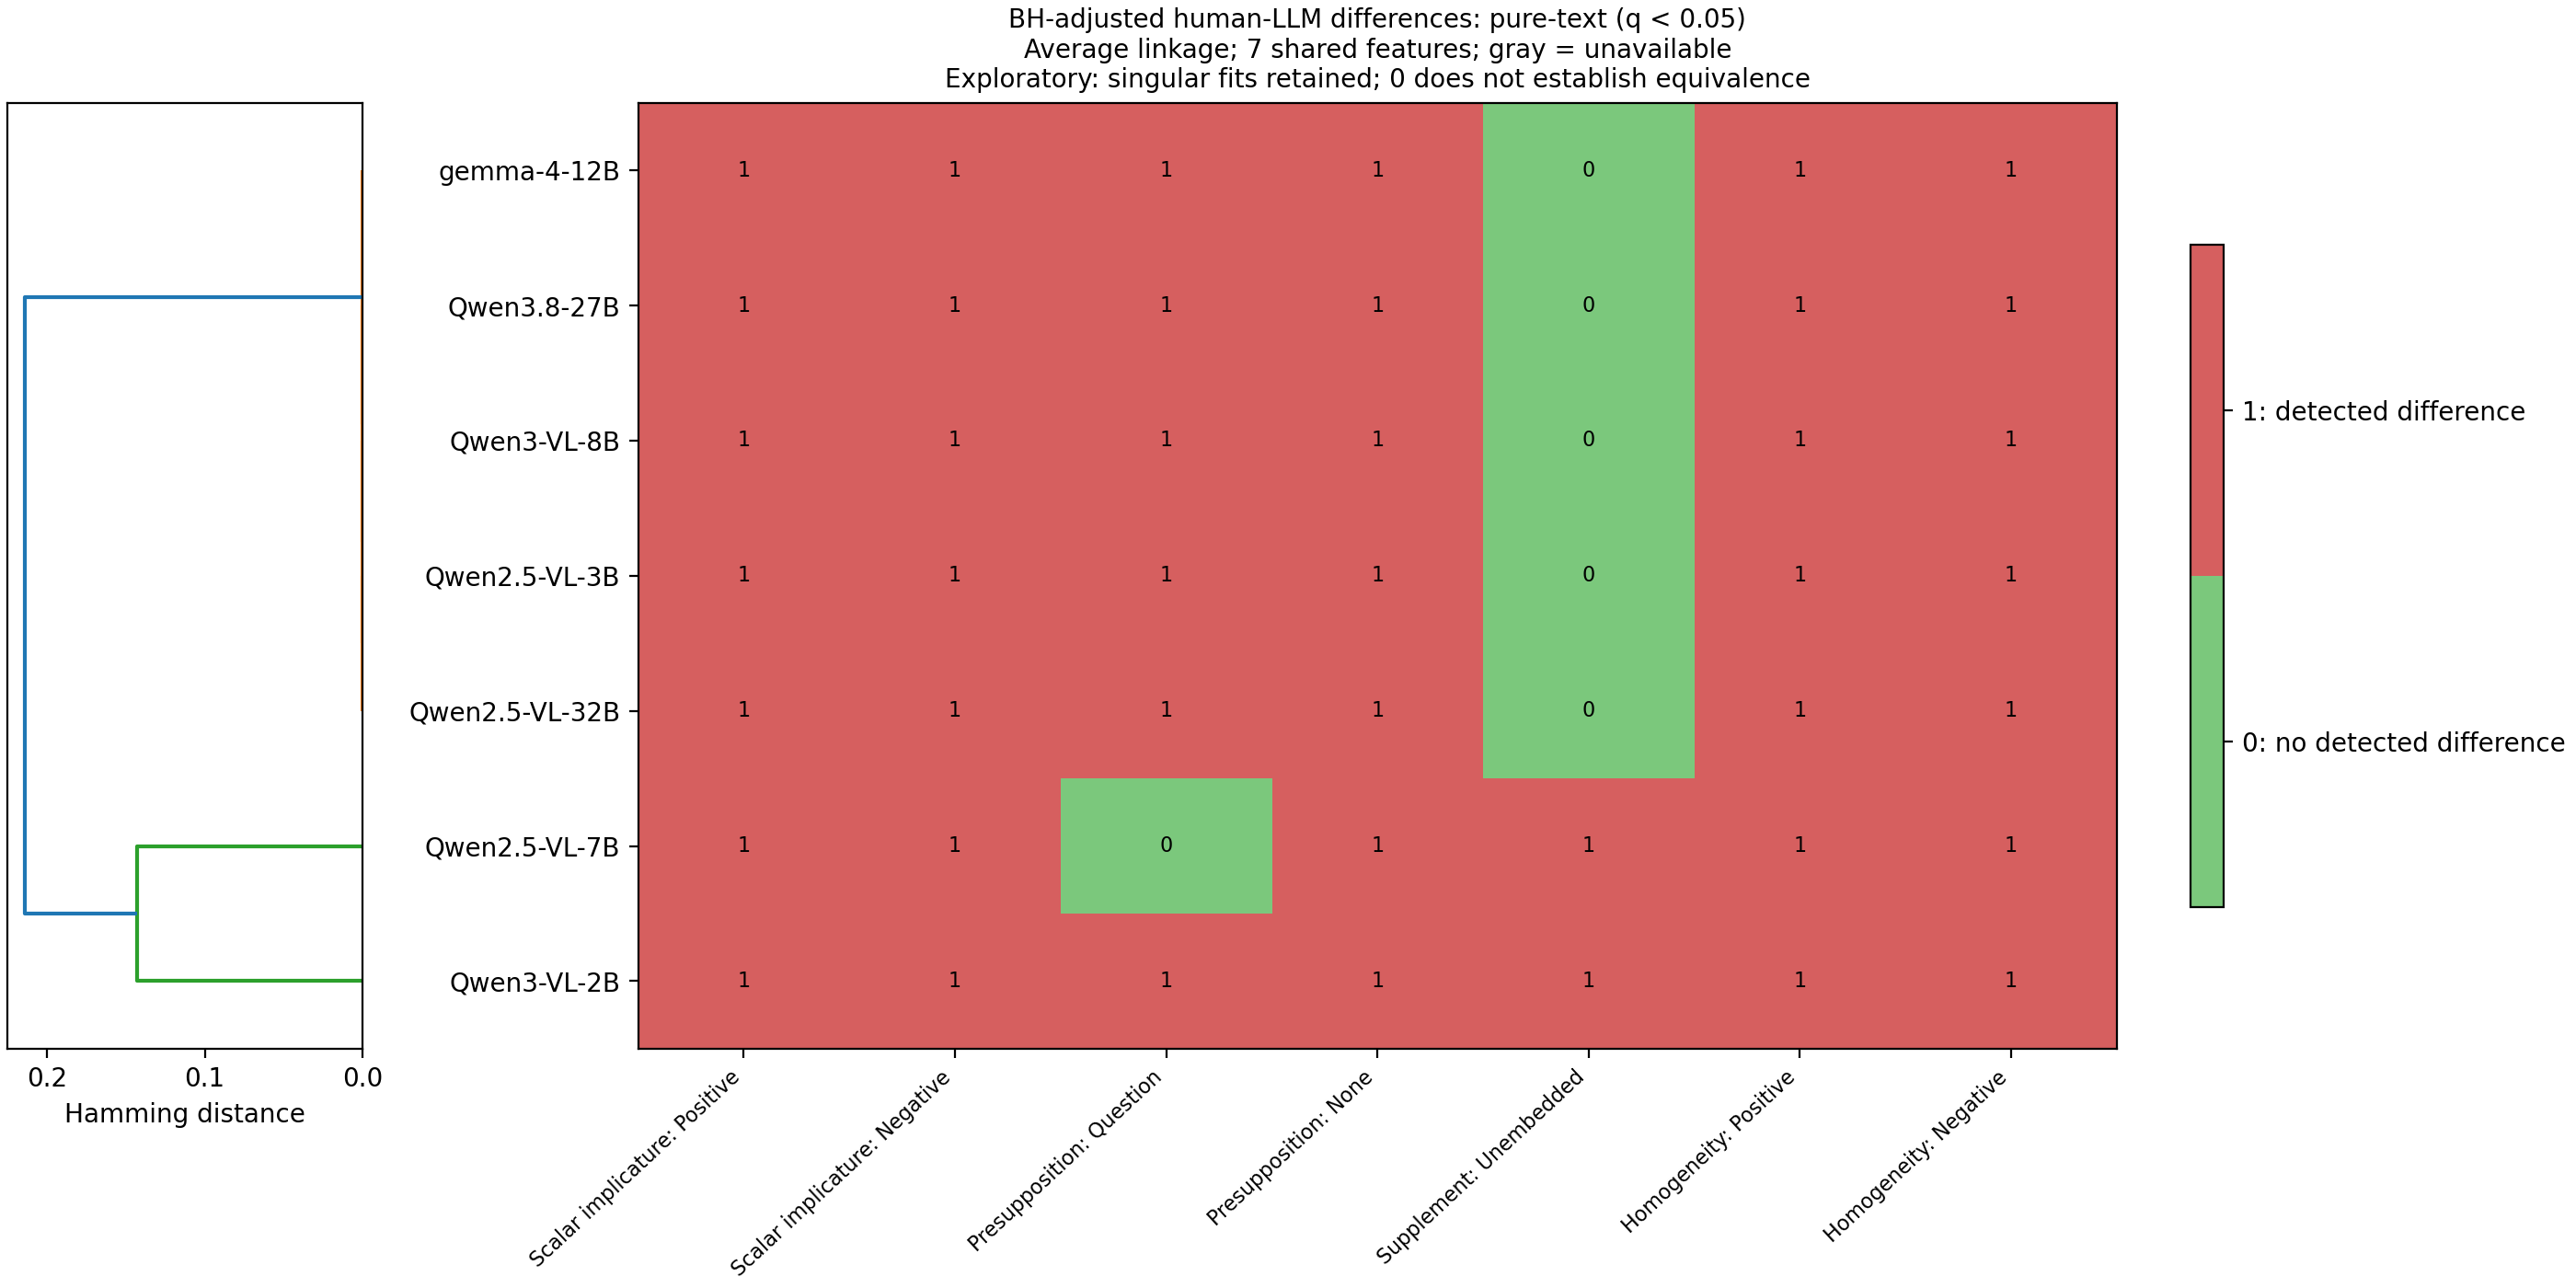 BH-adjusted human-LLM differences: pure-text (q < 0.05)
Average linkage; 7 shared features; gray = unavailable
Exploratory: singular fits retained; 0 does not establish equivalence
gemma-4-12B 1 1 1 1 0 1 1
Qwen3.8-27B 1 1 1 1 0 1 1
Qwen3-VL-8B 1 1 1 1 0 1 1
Qwen2.5-VL-3B 1 1 1 1 0 1 1
Qwen2.5-VL-32B 1 1 1 1 0 1 1
Qwen2.5-VL-7B 1 1 0 1 1 1 1
Qwen3-VL-2B 1 1 1 1 1 1 1
1: detected difference
0: no detected difference
0.2 0.1 0.0
Hamming distance
Scalar implicature: Positive
Scalar implicature: Negative
Presupposition: Question
Presupposition: None
Supplement: Unembedded
Homogeneity: Positive
Homogeneity: Negative